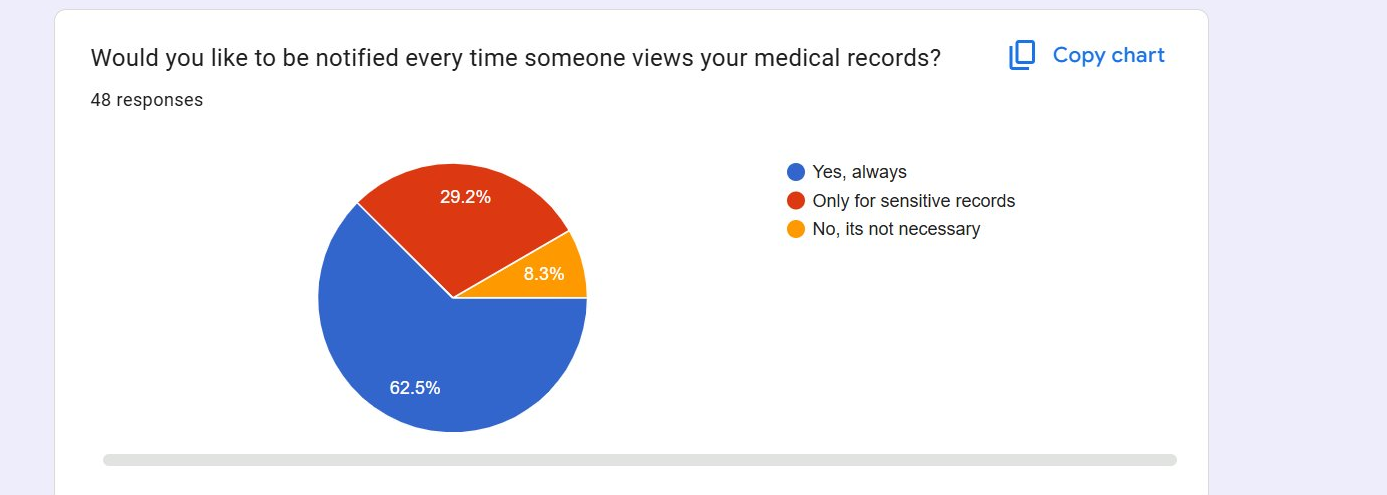 Would you like to be notified every time someone views your medical records?
Copy chart
48 responses
Yes, always
Only for sensitive records
No, its not necessary
29.2%
8.3%
62.5%